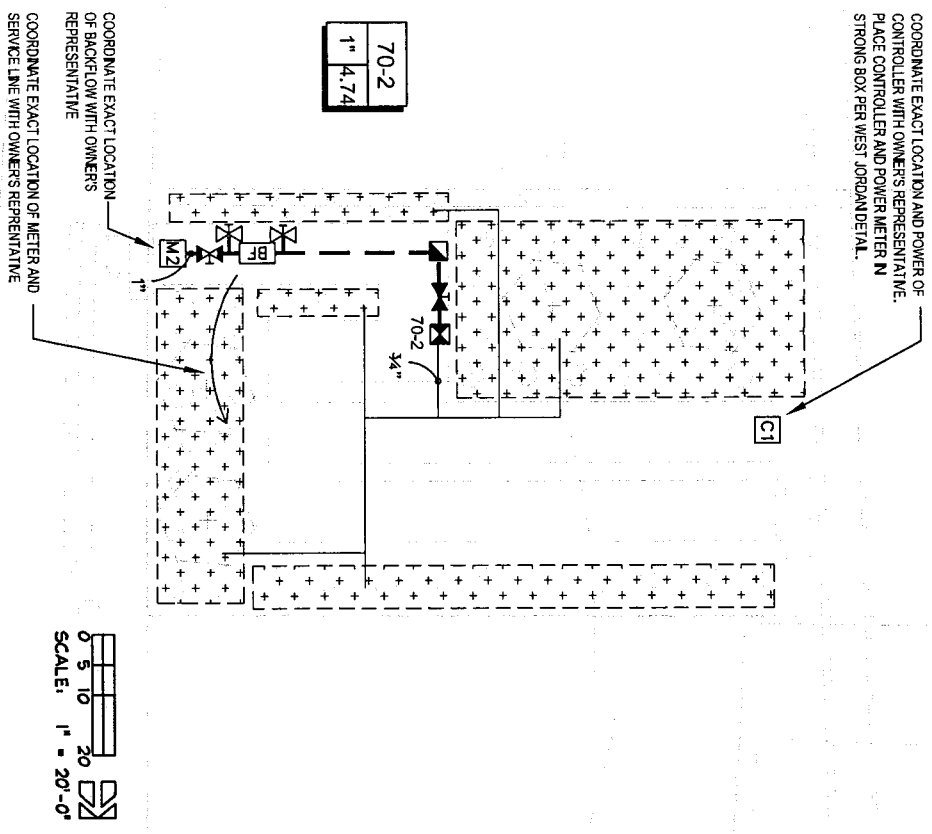 COORDINATE EXACT LOCATION AND POWER OF
CONTROLLER WITH OWNER'S REPRESENTATIVE.
PLACE CONTROLLER AND POWER METER IN
STRONG BOX PER WEST JORDAN DETAIL.
C1
70-2
1" 4.74
70-2
3/4"
BF
M2
1"
COORDINATE EXACT LOCATION
OF BACKFLOW WITH OWNER'S
REPRESENTATIVE
COORDINATE EXACT LOCATION OF METER AND
SERVICE LINE WITH OWNER'S REPRENTATIVE
0 5 10 20
SCALE: 1" = 20'-0"